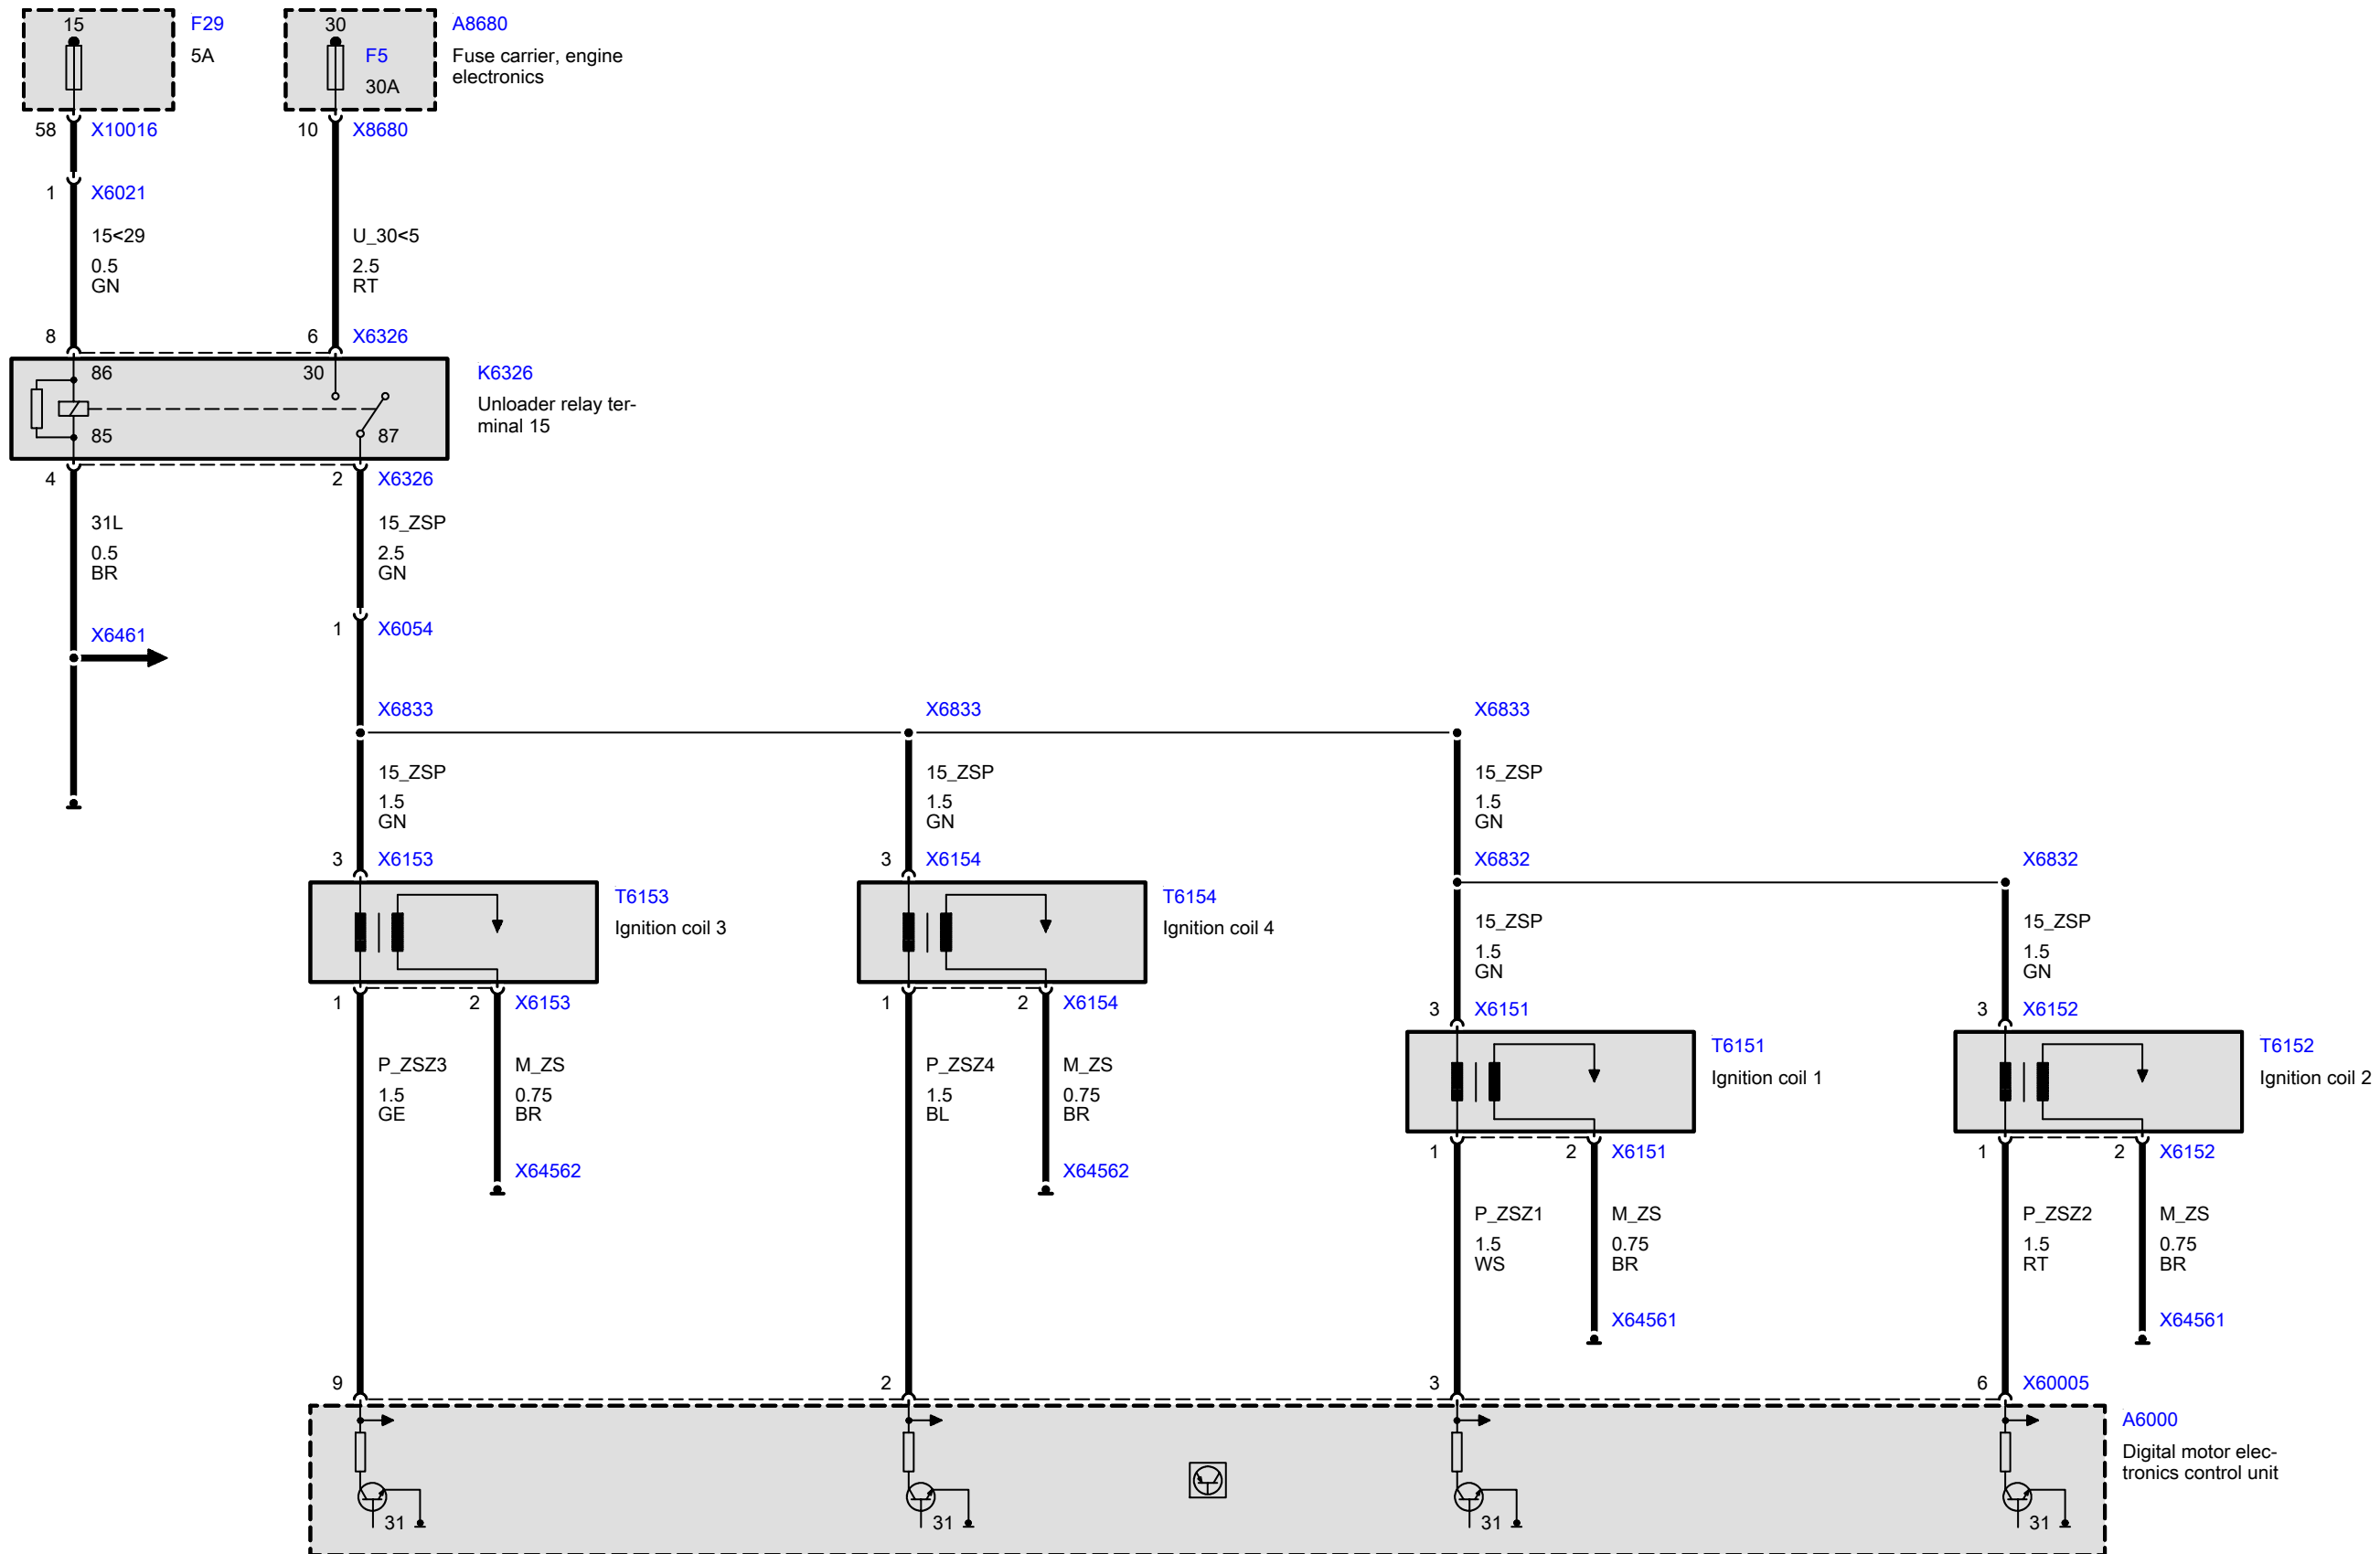 15
F29
5A
30
F5
30A
A8680
Fuse carrier, engine
electronics
58
X10016
10
X8680
1
X6021
15<29
0.5
GN
U_30<5
2.5
RT
8
6
X6326
86
30
85
87
K6326
Unloader relay ter-
minal 15
4
2
X6326
31L
0.5
BR
15_ZSP
2.5
GN
X6461
1
X6054
X6833
X6833
X6833
15_ZSP
1.5
GN
15_ZSP
1.5
GN
15_ZSP
1.5
GN
3
X6153
3
X6154
X6832
X6832
T6153
Ignition coil 3
T6154
Ignition coil 4
15_ZSP
1.5
GN
15_ZSP
1.5
GN
1
2
X6153
1
2
X6154
3
X6151
3
X6152
T6151
Ignition coil 1
T6152
Ignition coil 2
P_ZSZ3
1.5
GE
M_ZS
0.75
BR
P_ZSZ4
1.5
BL
M_ZS
0.75
BR
X64562
X64562
1
2
X6151
1
2
X6152
P_ZSZ1
1.5
WS
M_ZS
0.75
BR
P_ZSZ2
1.5
RT
M_ZS
0.75
BR
X64561
X64561
9
2
3
6
X60005
A6000
Digital motor elec-
tronics control unit
31
31
31
31